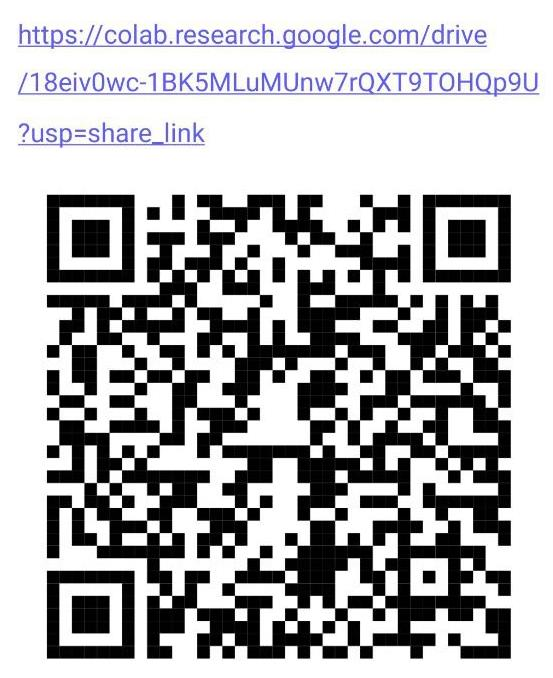 https://colab.research.google.com/drive
/18eiv0wc-1BK5MLuMUnw7rQXT9TOHQp9U
?usp=share_link